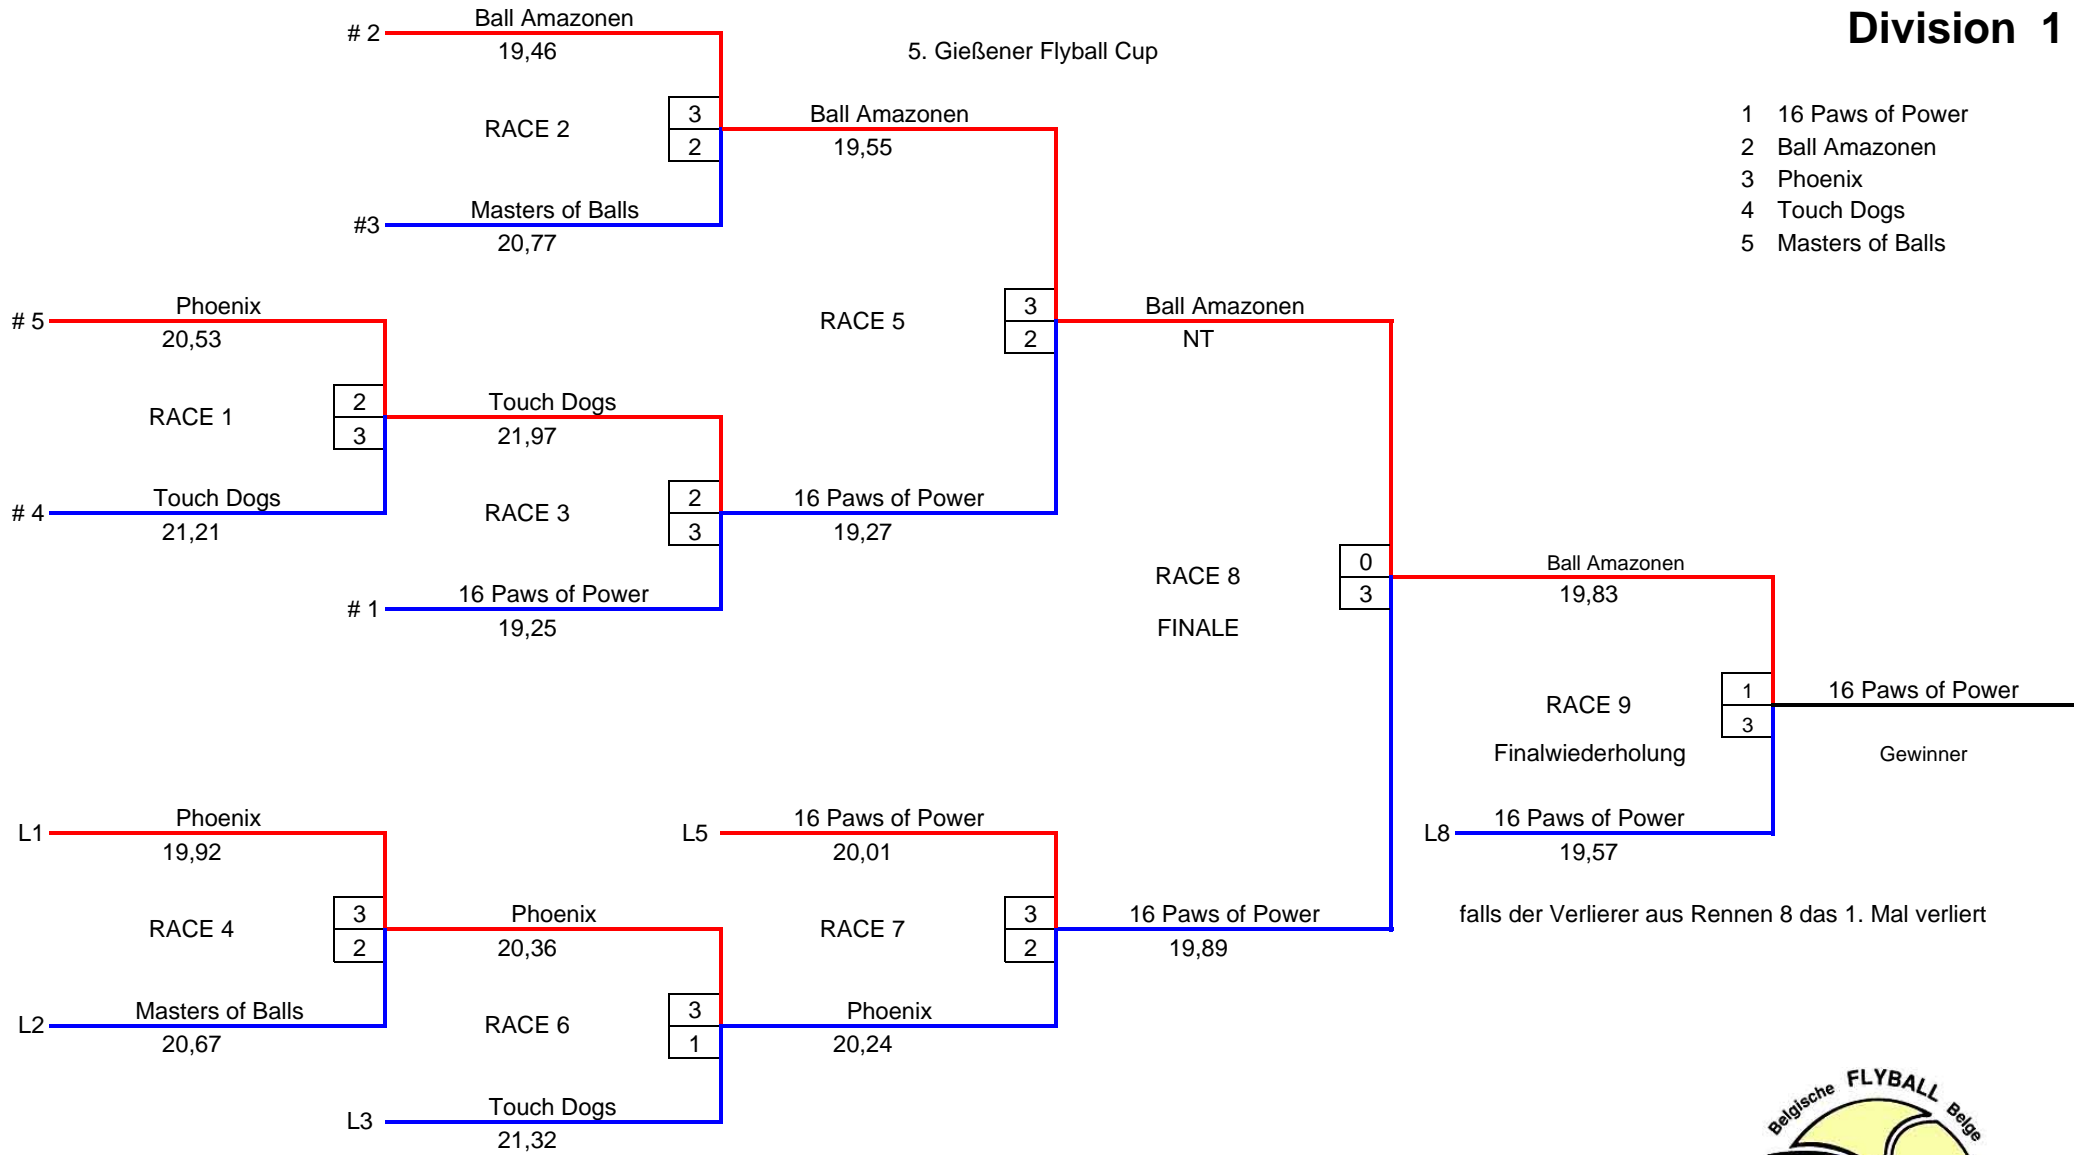 Division 1
5. Gießener Flyball Cup
1 16 Paws of Power
2 Ball Amazonen
3 Phoenix
4 Touch Dogs
5 Masters of Balls
# 2
Ball Amazonen
19,46
RACE 2
3
2
#3
Masters of Balls
20,77
Ball Amazonen
19,55
# 5
Phoenix
20,53
RACE 1
2
3
# 4
Touch Dogs
21,21
Touch Dogs
21,97
RACE 3
2
3
# 1
16 Paws of Power
19,25
RACE 5
3
2
16 Paws of Power
19,27
Ball Amazonen
NT
RACE 8
0
3
FINALE
Ball Amazonen
19,83
RACE 9
1
3
Finalwiederholung
16 Paws of Power
Gewinner
L8
16 Paws of Power
19,57
falls der Verlierer aus Rennen 8 das 1. Mal verliert
L1
Phoenix
19,92
RACE 4
3
2
L2
Masters of Balls
20,67
Phoenix
20,36
RACE 6
3
1
L3
Touch Dogs
21,32
L5
16 Paws of Power
20,01
RACE 7
3
2
Phoenix
20,24
16 Paws of Power
19,89
Belgische FLYBALL Belge